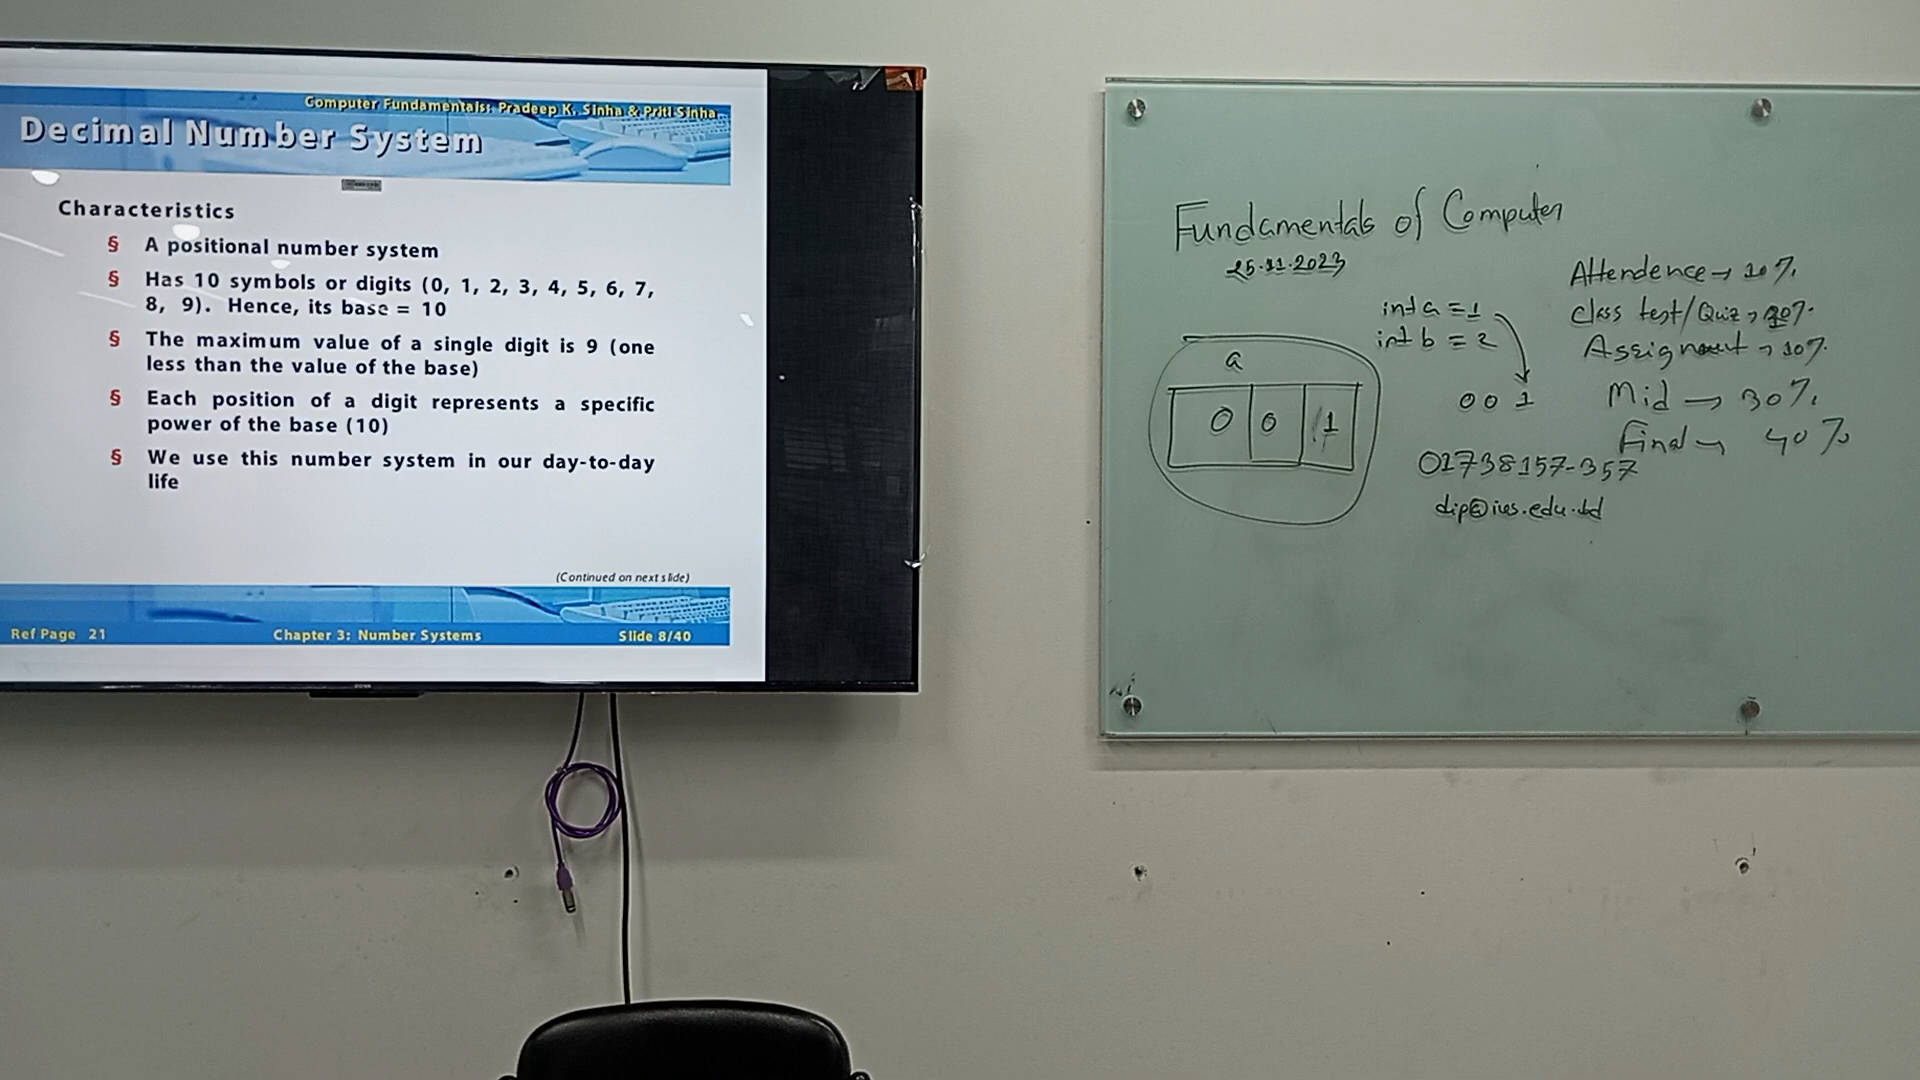 Computer Fundamentals: Pradeep K. Sinha & Priti Sinha
Decimal Number System
Characteristics
§ A positional number system
§ Has 10 symbols or digits (0, 1, 2, 3, 4, 5, 6, 7,
8, 9). Hence, its base = 10
§ The maximum value of a single digit is 9 (one
less than the value of the base)
§ Each position of a digit represents a specific
power of the base (10)
§ We use this number system in our day-to-day
life
(Continued on next slide)
Ref Page 21
Chapter 3: Number Systems
Slide 8/40
Fundamentals of Computer
25.11.2023
int a = 1
int b = 2
a
0 0 1
0 0 1
Attendence → 10%.
class test/Quiz →
Assignment → 10%.
Mid → 30%.
Final → 40%
01738157-357